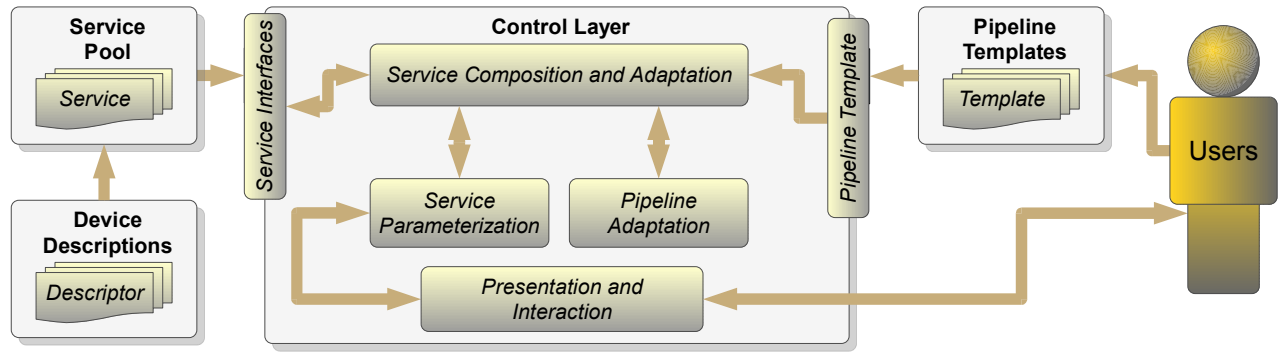 Service
Pool
Service
Device
Descriptions
Descriptor
Service Interfaces
Control Layer
Service Composition and Adaptation
Service
Parameterization
Pipeline
Adaptation
Presentation and
Interaction
Pipeline Template
Pipeline
Templates
Template
Users